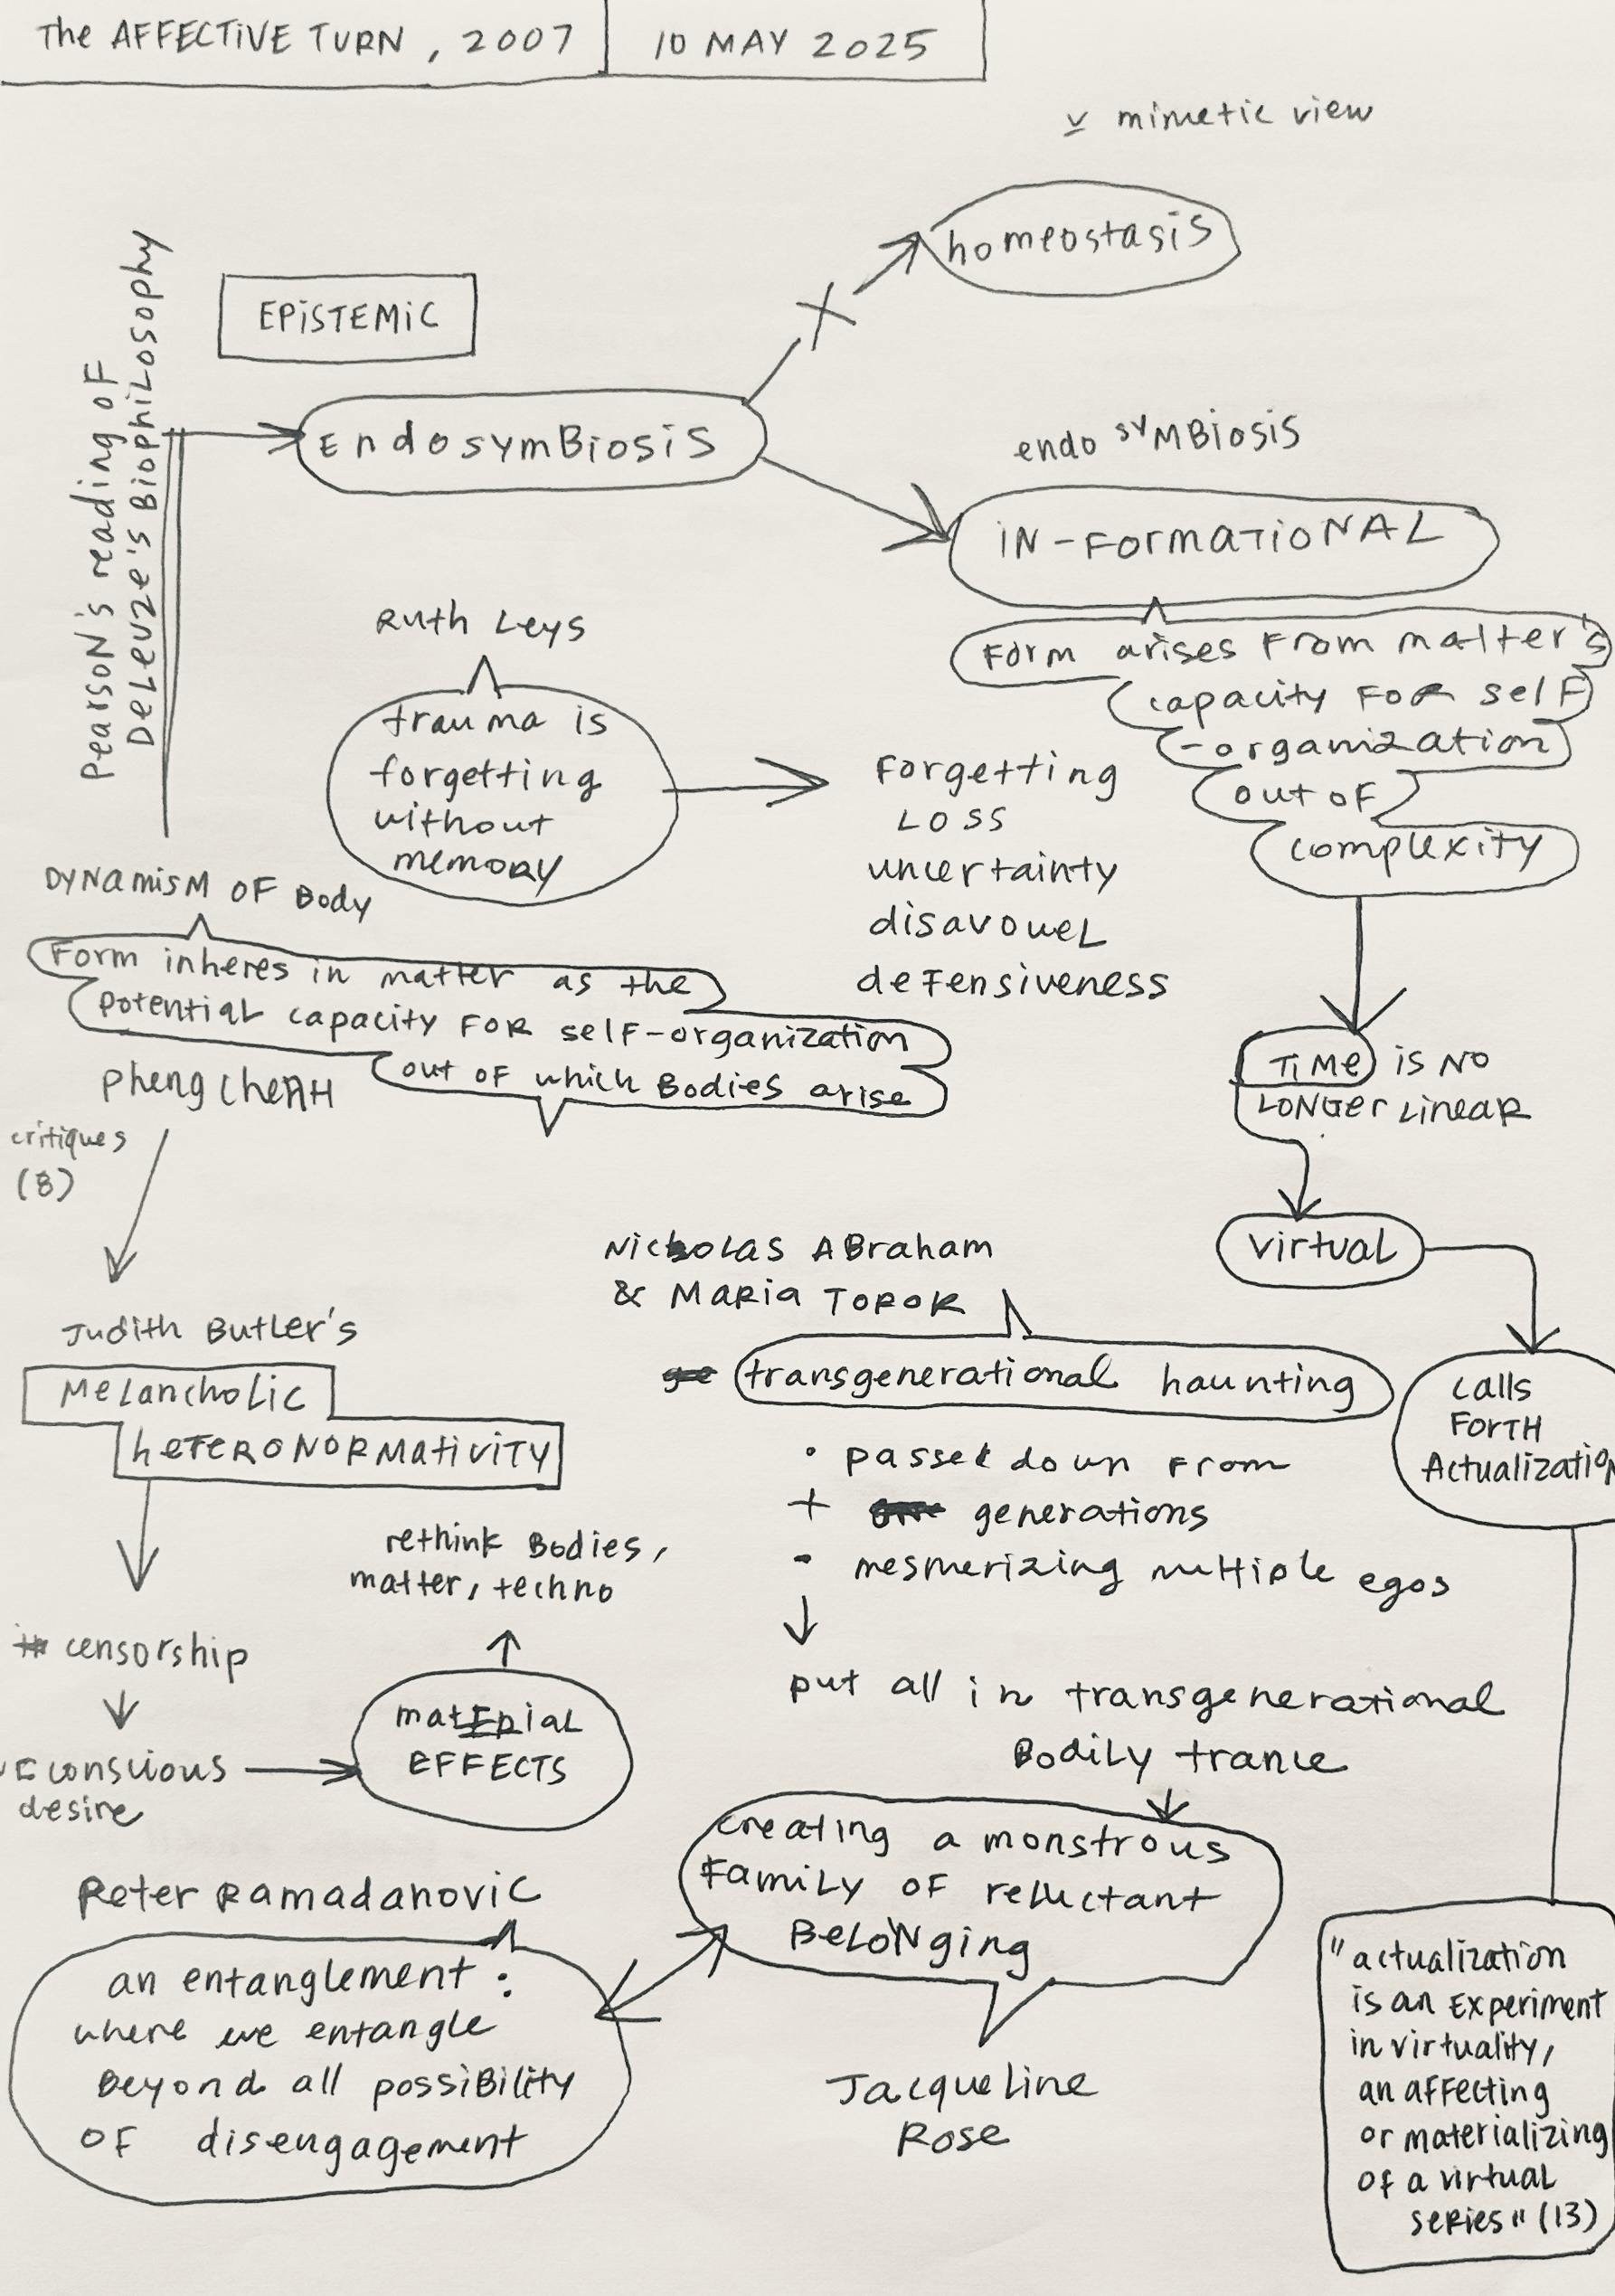 The AFFECTIVE TURN, 2007
10 MAY 2025
v mimetic view
homeostasis
Pearson's reading of
Deleuze's Biophilosophy
EPISTEMIC
Endosymbiosis
endo symbiosis
IN-FORMATIONAL
Form arises from matter's
capacity for self
-organization
out of
complexity
Ruth Leys
trauma is
forgetting
without
memory
Forgetting
Loss
uncertainty
disavowel
defensiveness
Dynamism of Body
Form inheres in matter as the
potential capacity for self-organization
out of which Bodies arise
Pheng Cheah
critiques
(8)
TIME is no
longer linear
Virtual
calls
forth
Actualization
Judith Butler's
Melancholic
heteronormativity
Nicholas Abraham
& Maria Torok
transgenerational haunting
• passed down from
+ generations
- mesmerizing multiple egos
put all in transgenerational
Bodily trance
rethink Bodies,
matter, techno
censorship
conscious
desire
material
EFFECTS
creating a monstrous
family of reluctant
Belonging
Jacqueline
Rose
Peter Ramadanovic
an entanglement:
where we entangle
beyond all possibility
of disengagement
"actualization
is an experiment
in virtuality,
an affecting
or materializing
of a virtual
series" (13)